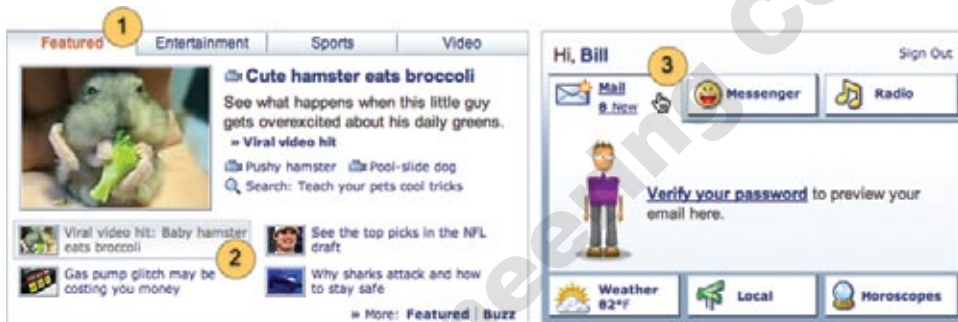 1
Featured
Entertainment
Sports
Video
Cute hamster eats broccoli
See what happens when this little guy
gets overexcited about his daily greens.
» Viral video hit
Pushy hamster
Pool-slide dog
Search: Teach your pets cool tricks
Viral video hit: Baby hamster
eats broccoli
2
See the top picks in the NFL
draft
Gas pump glitch may be
costing you money
Why sharks attack and how
to stay safe
» More: Featured | Buzz
Hi, Bill
Sign Out
3
Mail
8 New
Messenger
Radio
Verify your password to preview your
email here.
Weather
82°F
Local
Horoscopes